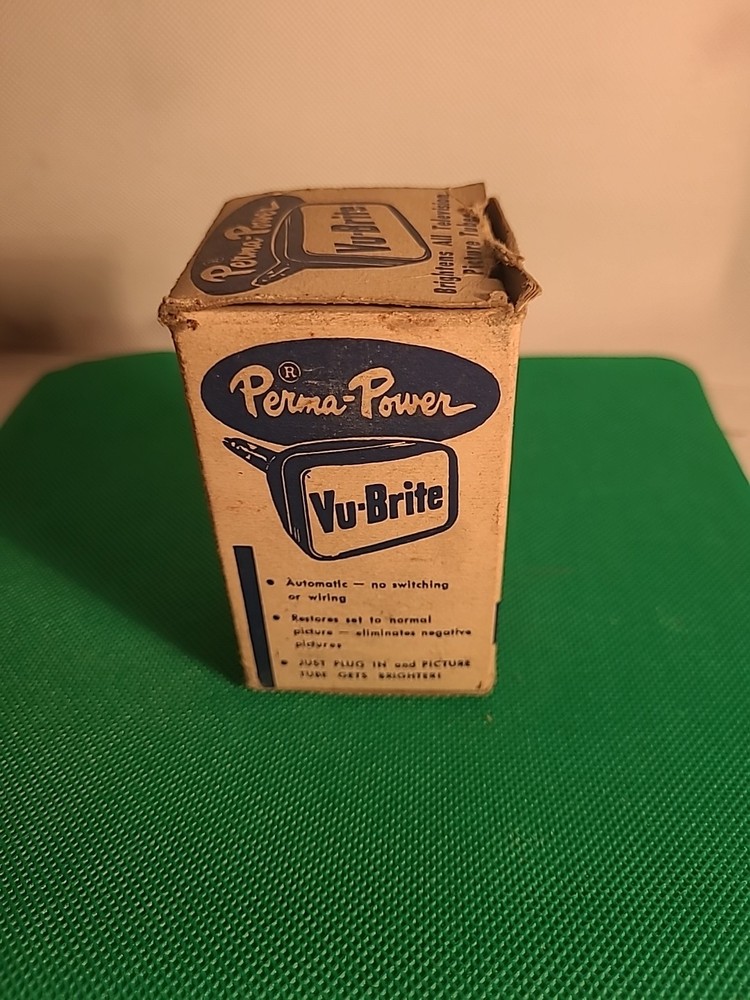 Perma-Power
Vu-Brite
Brightens All Television
Picture Tubes
®
Perma-Power
Vu-Brite
• Automatic — no switching
or wiring
• Restores set to normal
picture — eliminates negative
pictures
• JUST PLUG IN and PICTURE
TUBE GETS BRIGHTER!